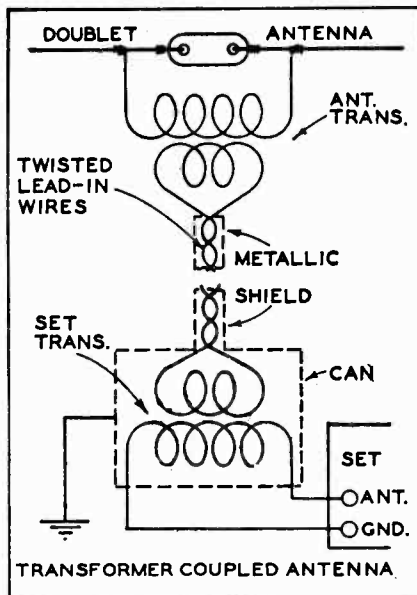 DOUBLET ANTENNA
ANT.
TRANS.
TWISTED
LEAD-IN
WIRES
METALLIC
SHIELD
SET
TRANS.
CAN
SET
ANT.
GND.
TRANSFORMER COUPLED ANTENNA